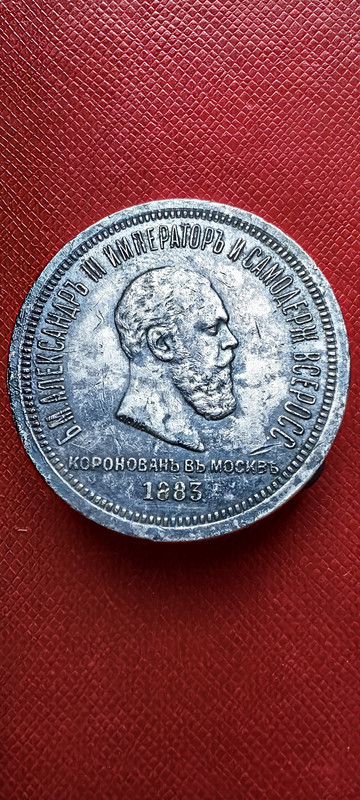 Б М АЛЕКСАНДРЪ III ИМПЕРАТОРЪ И САМОДЕРЖ ВСЕРОСС
КОРОНОВАНЪ ВЪ МОСКВѢ
1883